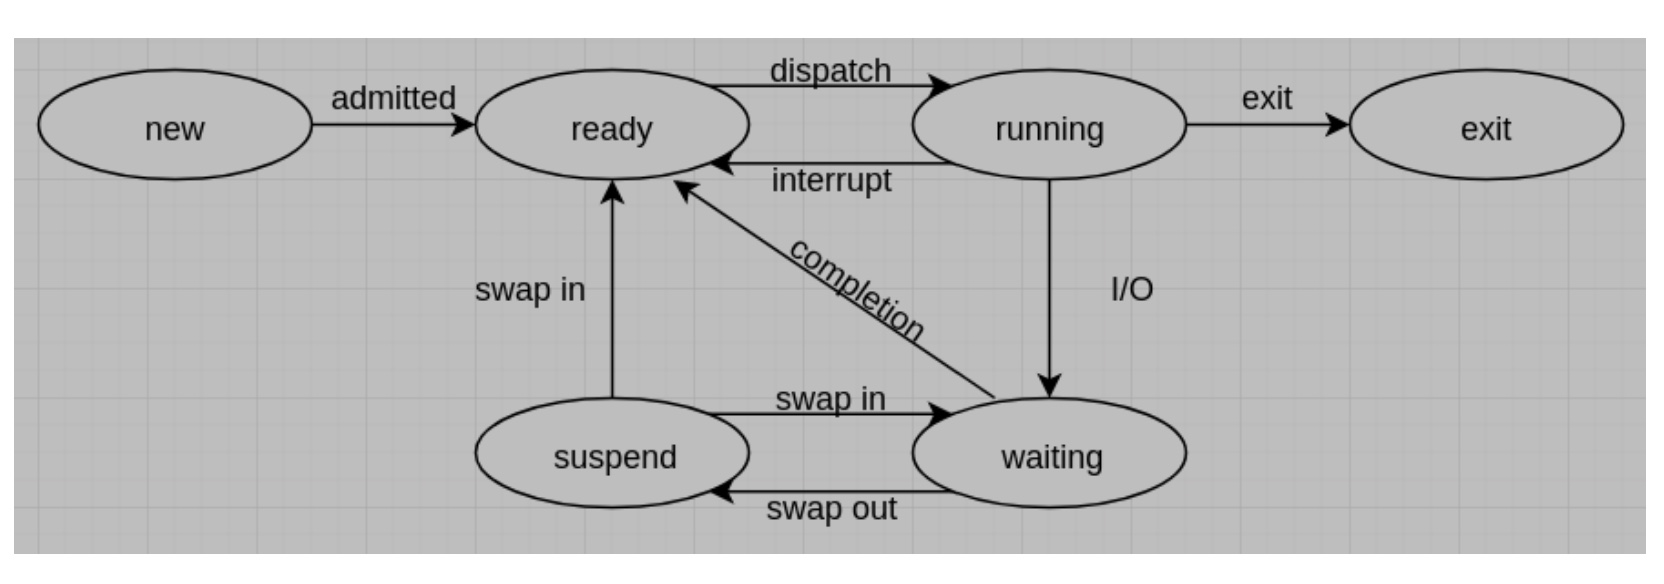 dispatch
admitted
exit
new
ready
running
exit
interrupt
completion
swap in
I/O
swap in
suspend
waiting
swap out